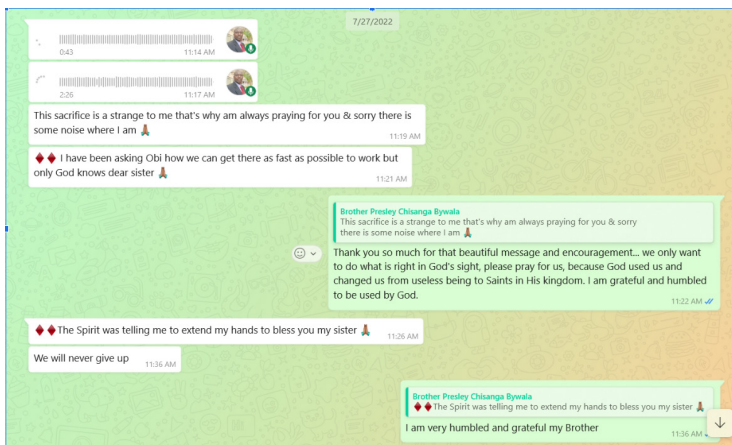 7/27/2022
0:43 11:14 AM
2:26 11:17 AM
This sacrifice is a strange to me that's why am always praying for you & sorry there is
some noise where I am 🙏🏽
11:19 AM
♦️♦️ I have been asking Obi how we can get there as fast as possible to work but
only God knows dear sister 🙏🏽
11:21 AM
Brother Presley Chisanga Bywala
This sacrifice is a strange to me that's why am always praying for you & sorry
there is some noise where I am 🙏🏽
Thank you so much for that beautiful message and encouragement... we only want
to do what is right in God's sight, please pray for us, because God used us and
changed us from useless being to Saints in His kingdom. I am grateful and humbled
to be used by God.
11:22 AM
♦️♦️The Spirit was telling me to extend my hands to bless you my sister 🙏🏽
11:26 AM
We will never give up 11:36 AM
Brother Presley Chisanga Bywala
♦️♦️The Spirit was telling me to extend my hands to bless you my sister 🙏🏽
I am very humbled and grateful my Brother
11:36 AM